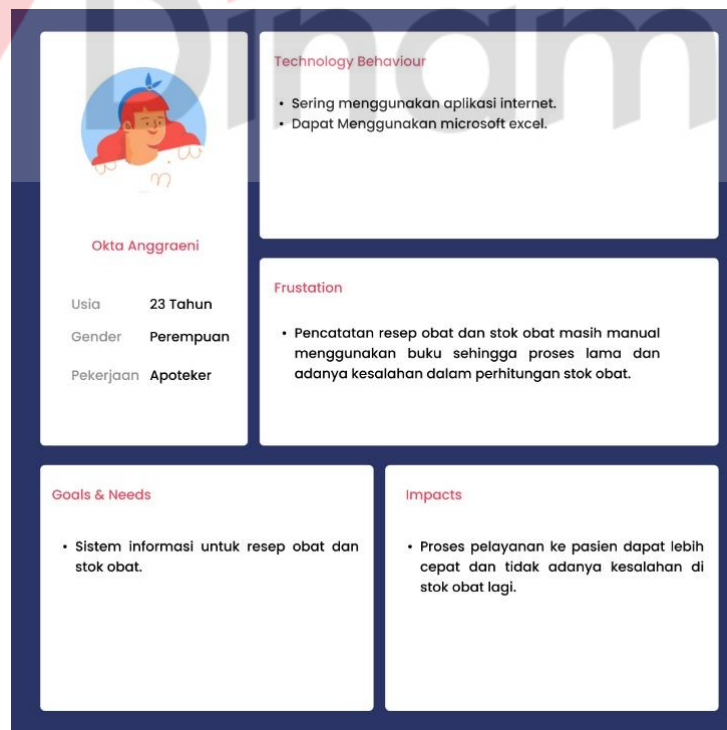 Dinam
Okta Anggraeni
Usia 23 Tahun
Gender Perempuan
Pekerjaan Apoteker
Technology Behaviour
• Sering menggunakan aplikasi internet.
• Dapat Menggunakan microsoft excel.
Frustation
• Pencatatan resep obat dan stok obat masih manual
menggunakan buku sehingga proses lama dan
adanya kesalahan dalam perhitungan stok obat.
Goals & Needs
• Sistem informasi untuk resep obat dan
stok obat.
Impacts
• Proses pelayanan ke pasien dapat lebih
cepat dan tidak adanya kesalahan di
stok obat lagi.